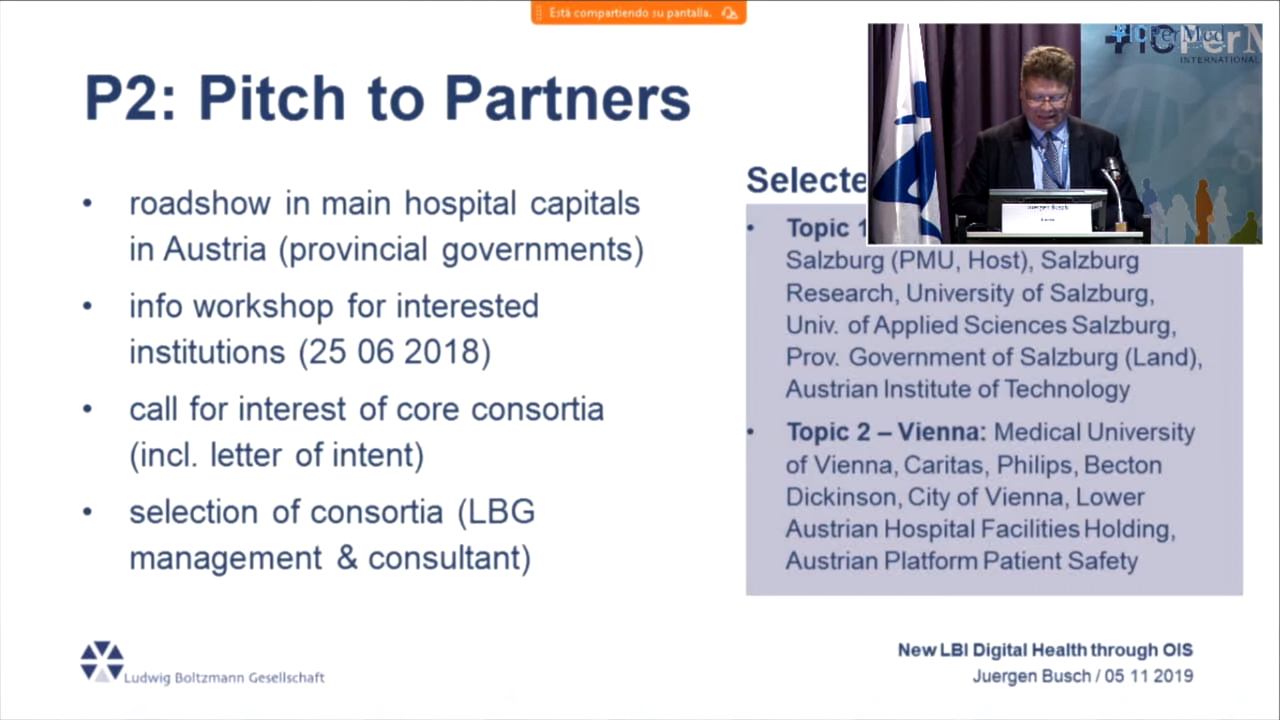 Está compartiendo su pantalla.
P2: Pitch to Partners
• roadshow in main hospital capitals
in Austria (provincial governments)
• info workshop for interested
institutions (25 06 2018)
• call for interest of core consortia
(incl. letter of intent)
• selection of consortia (LBG
management & consultant)
Selecte
• Topic 1
Salzburg (PMU, Host), Salzburg
Research, University of Salzburg,
Univ. of Applied Sciences Salzburg,
Prov. Government of Salzburg (Land),
Austrian Institute of Technology
• Topic 2 – Vienna: Medical University
of Vienna, Caritas, Philips, Becton
Dickinson, City of Vienna, Lower
Austrian Hospital Facilities Holding,
Austrian Platform Patient Safety
ICPerMed
INTERNATIONAL
Juergen Busch
Ludwig Boltzmann Gesellschaft
New LBI Digital Health through OIS
Juergen Busch / 05 11 2019